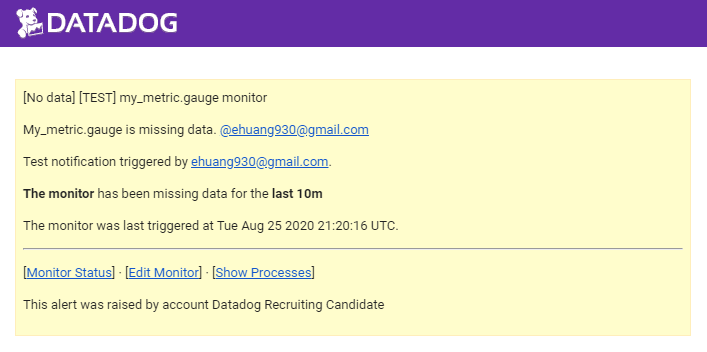 DATADOG
[No data] [TEST] my_metric.gauge monitor
My_metric.gauge is missing data. @ehuang930@gmail.com
Test notification triggered by ehuang930@gmail.com.
The monitor has been missing data for the last 10m
The monitor was last triggered at Tue Aug 25 2020 21:20:16 UTC.
[Monitor Status] · [Edit Monitor] · [Show Processes]
This alert was raised by account Datadog Recruiting Candidate